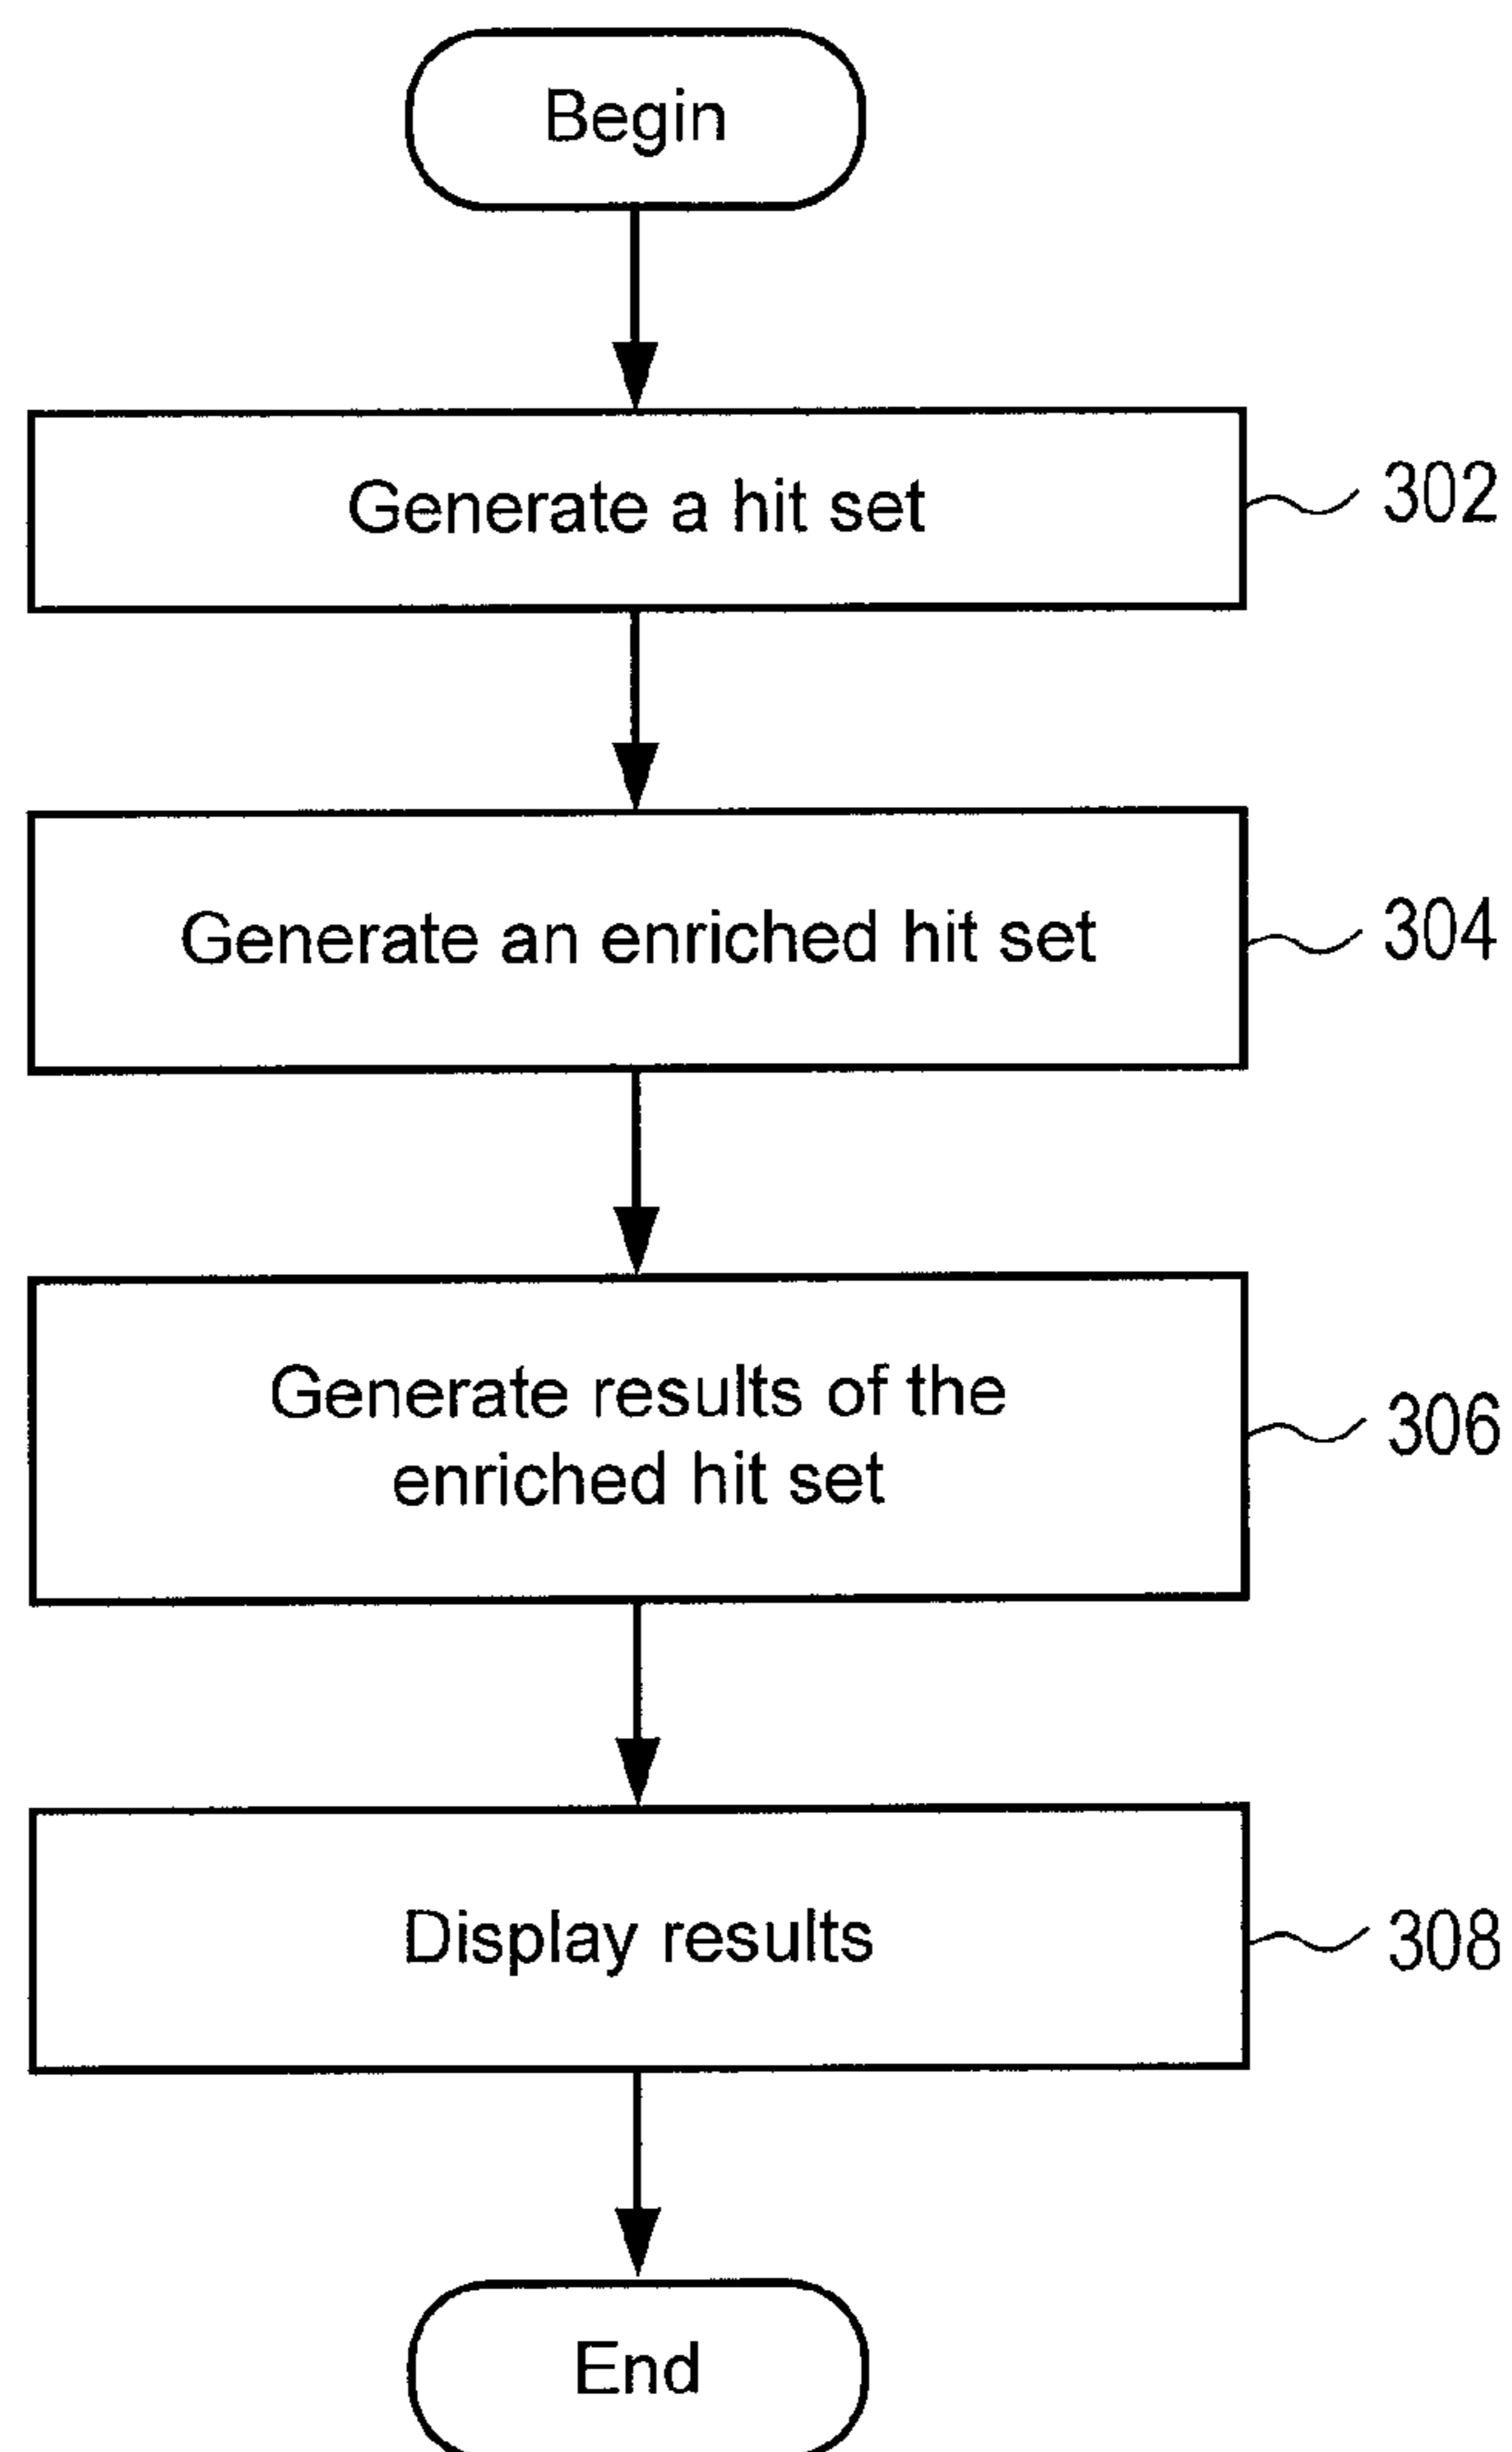 Begin
Generate a hit set
302
Generate an enriched hit set
304
Generate results of the
enriched hit set
306
Display results
308
End